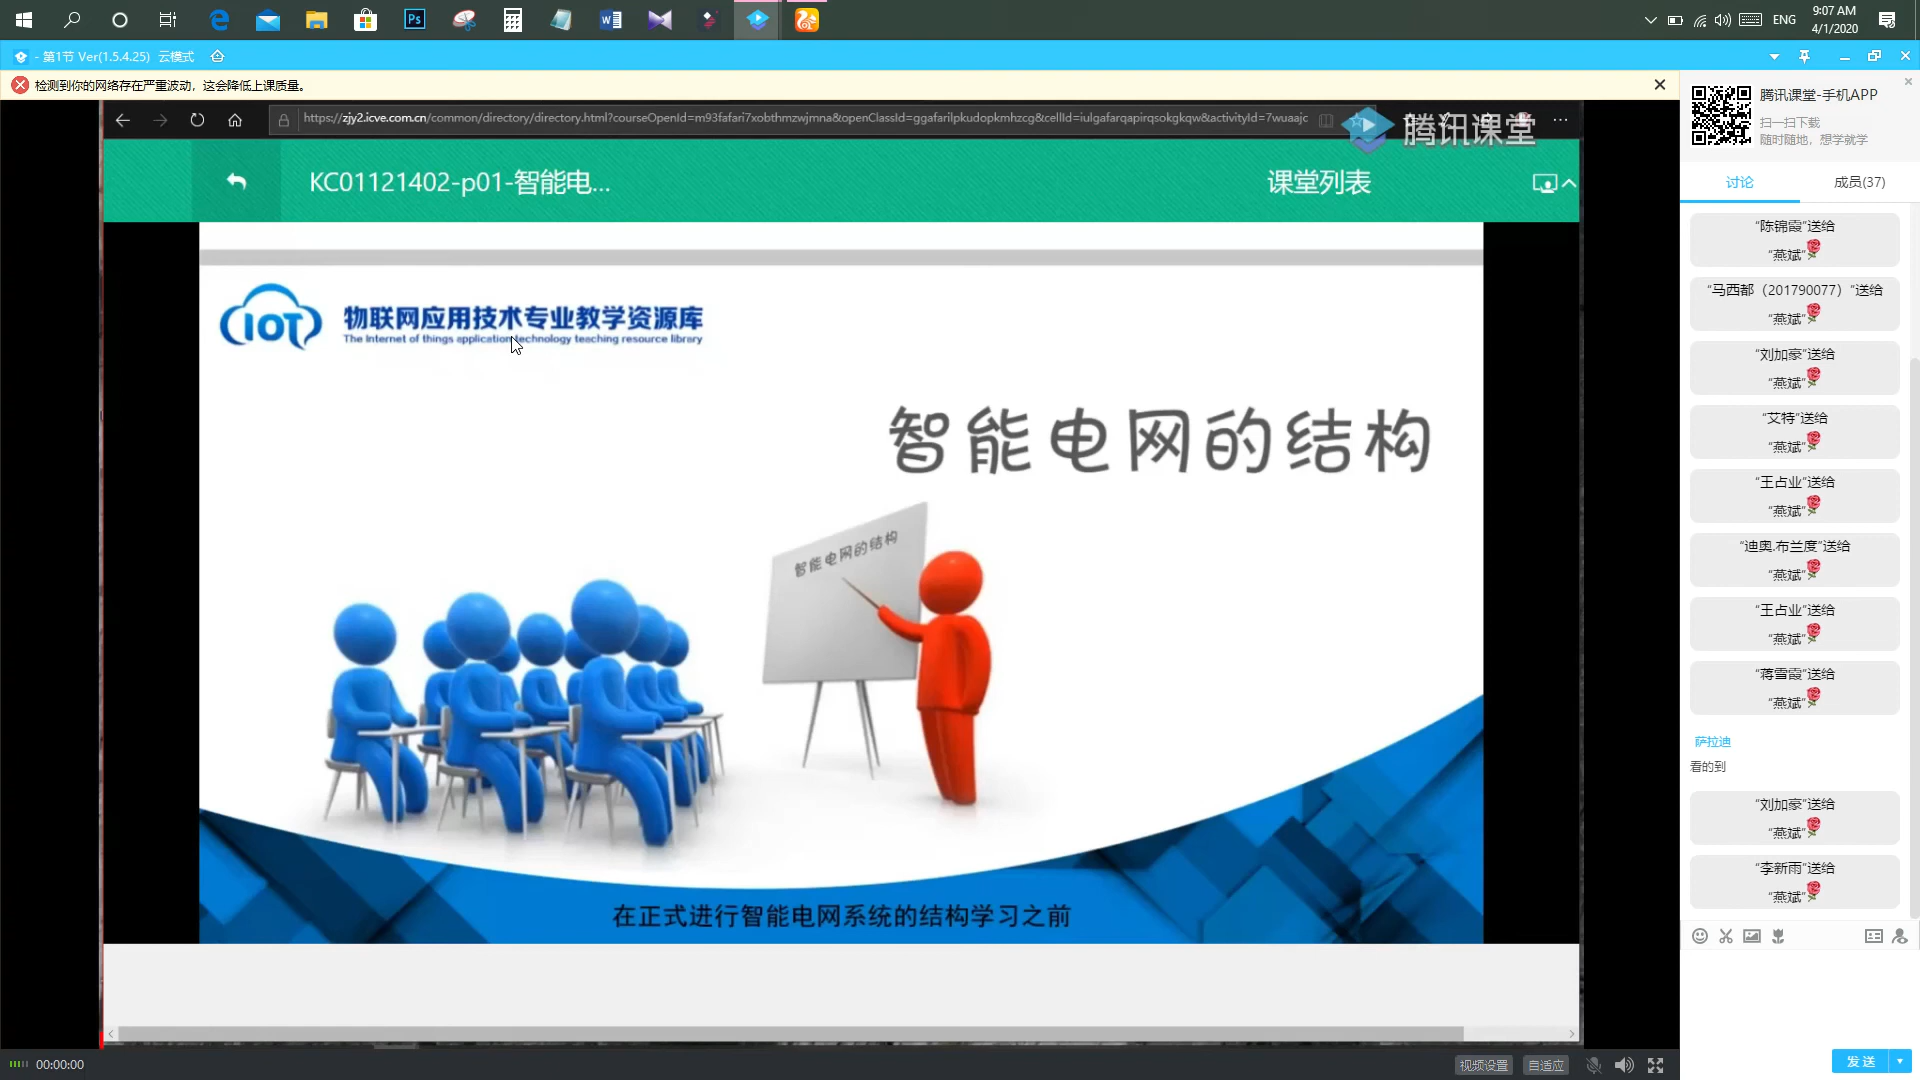 ENG
9:07 AM
4/1/2020
- 第1节 Ver(1.5.4.25) 云模式
检测到你的网络存在严重波动，这会降低上课质量。
https://zjy2.icve.com.cn/common/directory/directory.html?courseOpenId=m93fafari7xobthmzwjmna&openClassId=ggafarilpkudopkmhzcg&cellId=iulgafarqapirqsokgkqw&activityId=7wuaajc
腾讯课堂
KC01121402-p01-智能电...
课堂列表
IOT
物联网应用技术专业教学资源库
The Internet of things application technology teaching resource library
智能电网的结构
智能电网的结构
在正式进行智能电网系统的结构学习之前
00:00:00
视频设置
自适应
腾讯课堂-手机APP
扫一扫下载
随时随地，想学就学
讨论
成员(37)
“陈锦霞”送给
“燕斌”
“马西都（201790077）”送给
“燕斌”
“刘加豪”送给
“燕斌”
“艾特”送给
“燕斌”
“王占业”送给
“燕斌”
“迪奥.布兰度”送给
“燕斌”
“王占业”送给
“燕斌”
“蒋雪霞”送给
“燕斌”
萨拉迪
看的到
“刘加豪”送给
“燕斌”
“李新雨”送给
“燕斌”
发送